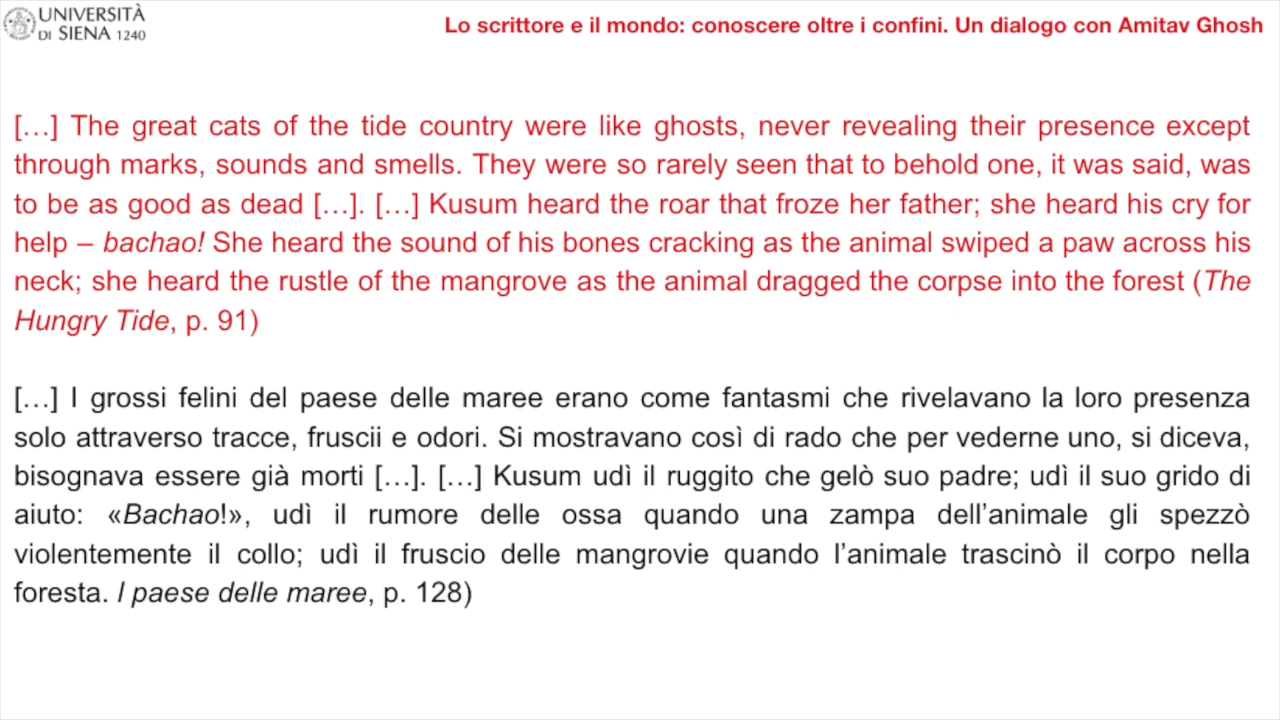 UNIVERSITÀ
DI SIENA 1240
Lo scrittore e il mondo: conoscere oltre i confini. Un dialogo con Amitav Ghosh
[…] The great cats of the tide country were like ghosts, never revealing their presence except
through marks, sounds and smells. They were so rarely seen that to behold one, it was said, was
to be as good as dead […]. […] Kusum heard the roar that froze her father; she heard his cry for
help – bachao! She heard the sound of his bones cracking as the animal swiped a paw across his
neck; she heard the rustle of the mangrove as the animal dragged the corpse into the forest (The
Hungry Tide, p. 91)
[…] I grossi felini del paese delle maree erano come fantasmi che rivelavano la loro presenza
solo attraverso tracce, fruscii e odori. Si mostravano così di rado che per vederne uno, si diceva,
bisognava essere già morti […]. […] Kusum udì il ruggito che gelò suo padre; udì il suo grido di
aiuto: «Bachao!», udì il rumore delle ossa quando una zampa dell’animale gli spezzò
violentemente il collo; udì il fruscio delle mangrovie quando l’animale trascinò il corpo nella
foresta. I paese delle maree, p. 128)